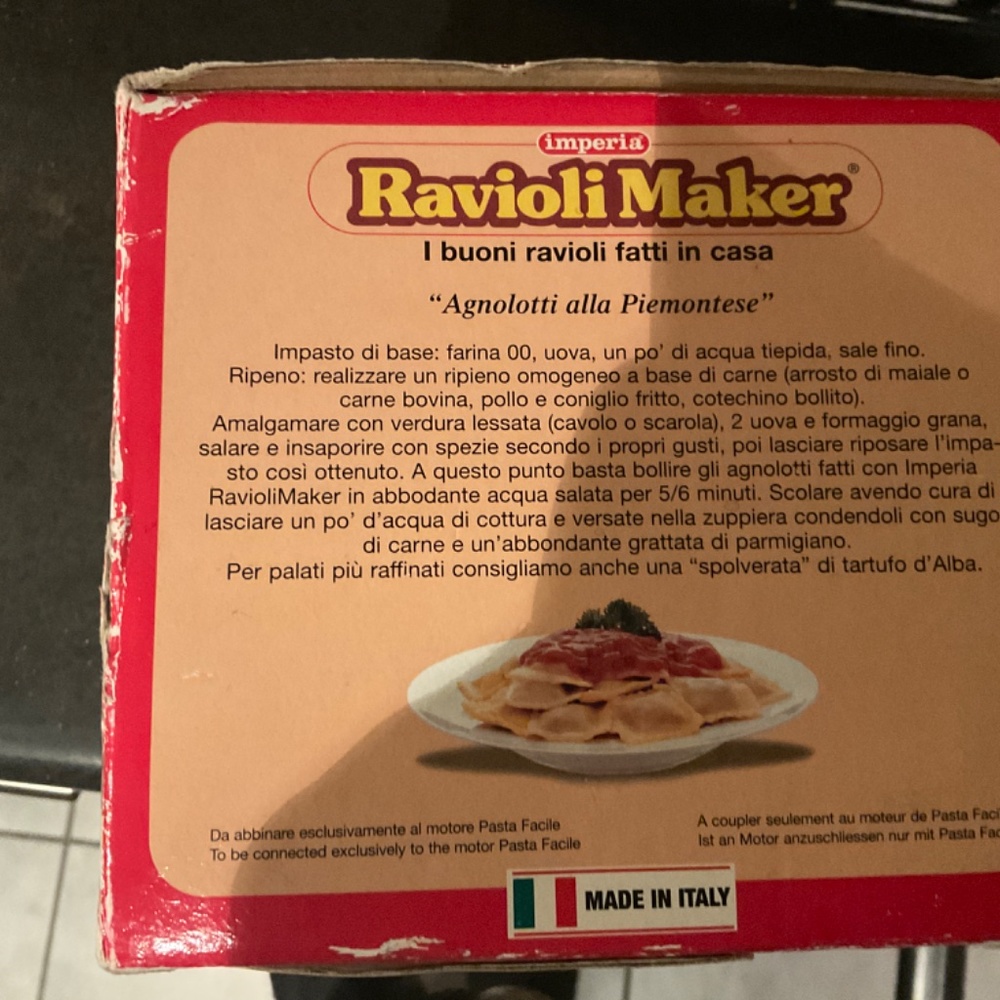 imperia
Ravioli Maker®
I buoni ravioli fatti in casa
“Agnolotti alla Piemontese”
Impasto di base: farina 00, uova, un po’ di acqua tiepida, sale fino.
Ripeno: realizzare un ripieno omogeneo a base di carne (arrosto di maiale o
carne bovina, pollo e coniglio fritto, cotechino bollito).
Amalgamare con verdura lessata (cavolo o scarola), 2 uova e formaggio grana,
salare e insaporire con spezie secondo i propri gusti, poi lasciare riposare l’impa-
sto così ottenuto. A questo punto basta bollire gli agnolotti fatti con Imperia
RavioliMaker in abbodante acqua salata per 5/6 minuti. Scolare avendo cura di
lasciare un po’ d’acqua di cottura e versate nella zuppiera condendoli con sugo
di carne e un’abbondante grattata di parmigiano.
Per palati più raffinati consigliamo anche una “spolverata” di tartufo d’Alba.
Da abbinare esclusivamente al motore Pasta Facile
To be connected exclusively to the motor Pasta Facile
A coupler seulement au moteur de Pasta
Ist an Motor anzuschliessen nur mit Pasta
MADE IN ITALY